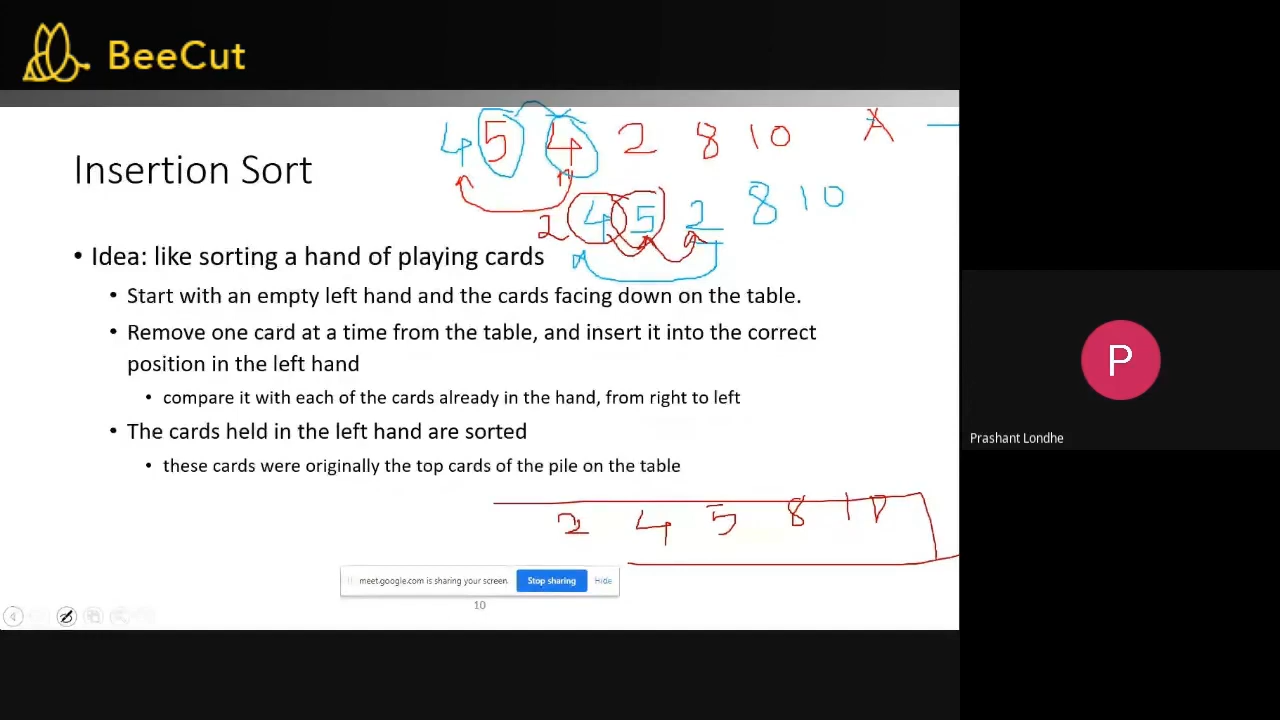 BeeCut
4 5 4 2 8 10 A
Insertion Sort
2 4 5 2 8 10
• Idea: like sorting a hand of playing cards
• Start with an empty left hand and the cards facing down on the table.
• Remove one card at a time from the table, and insert it into the correct
position in the left hand
• compare it with each of the cards already in the hand, from right to left
P
• The cards held in the left hand are sorted
Prashant Londhe
• these cards were originally the top cards of the pile on the table
2 4 5 8 10
meet.google.com is sharing your screen. Stop sharing Hide
10